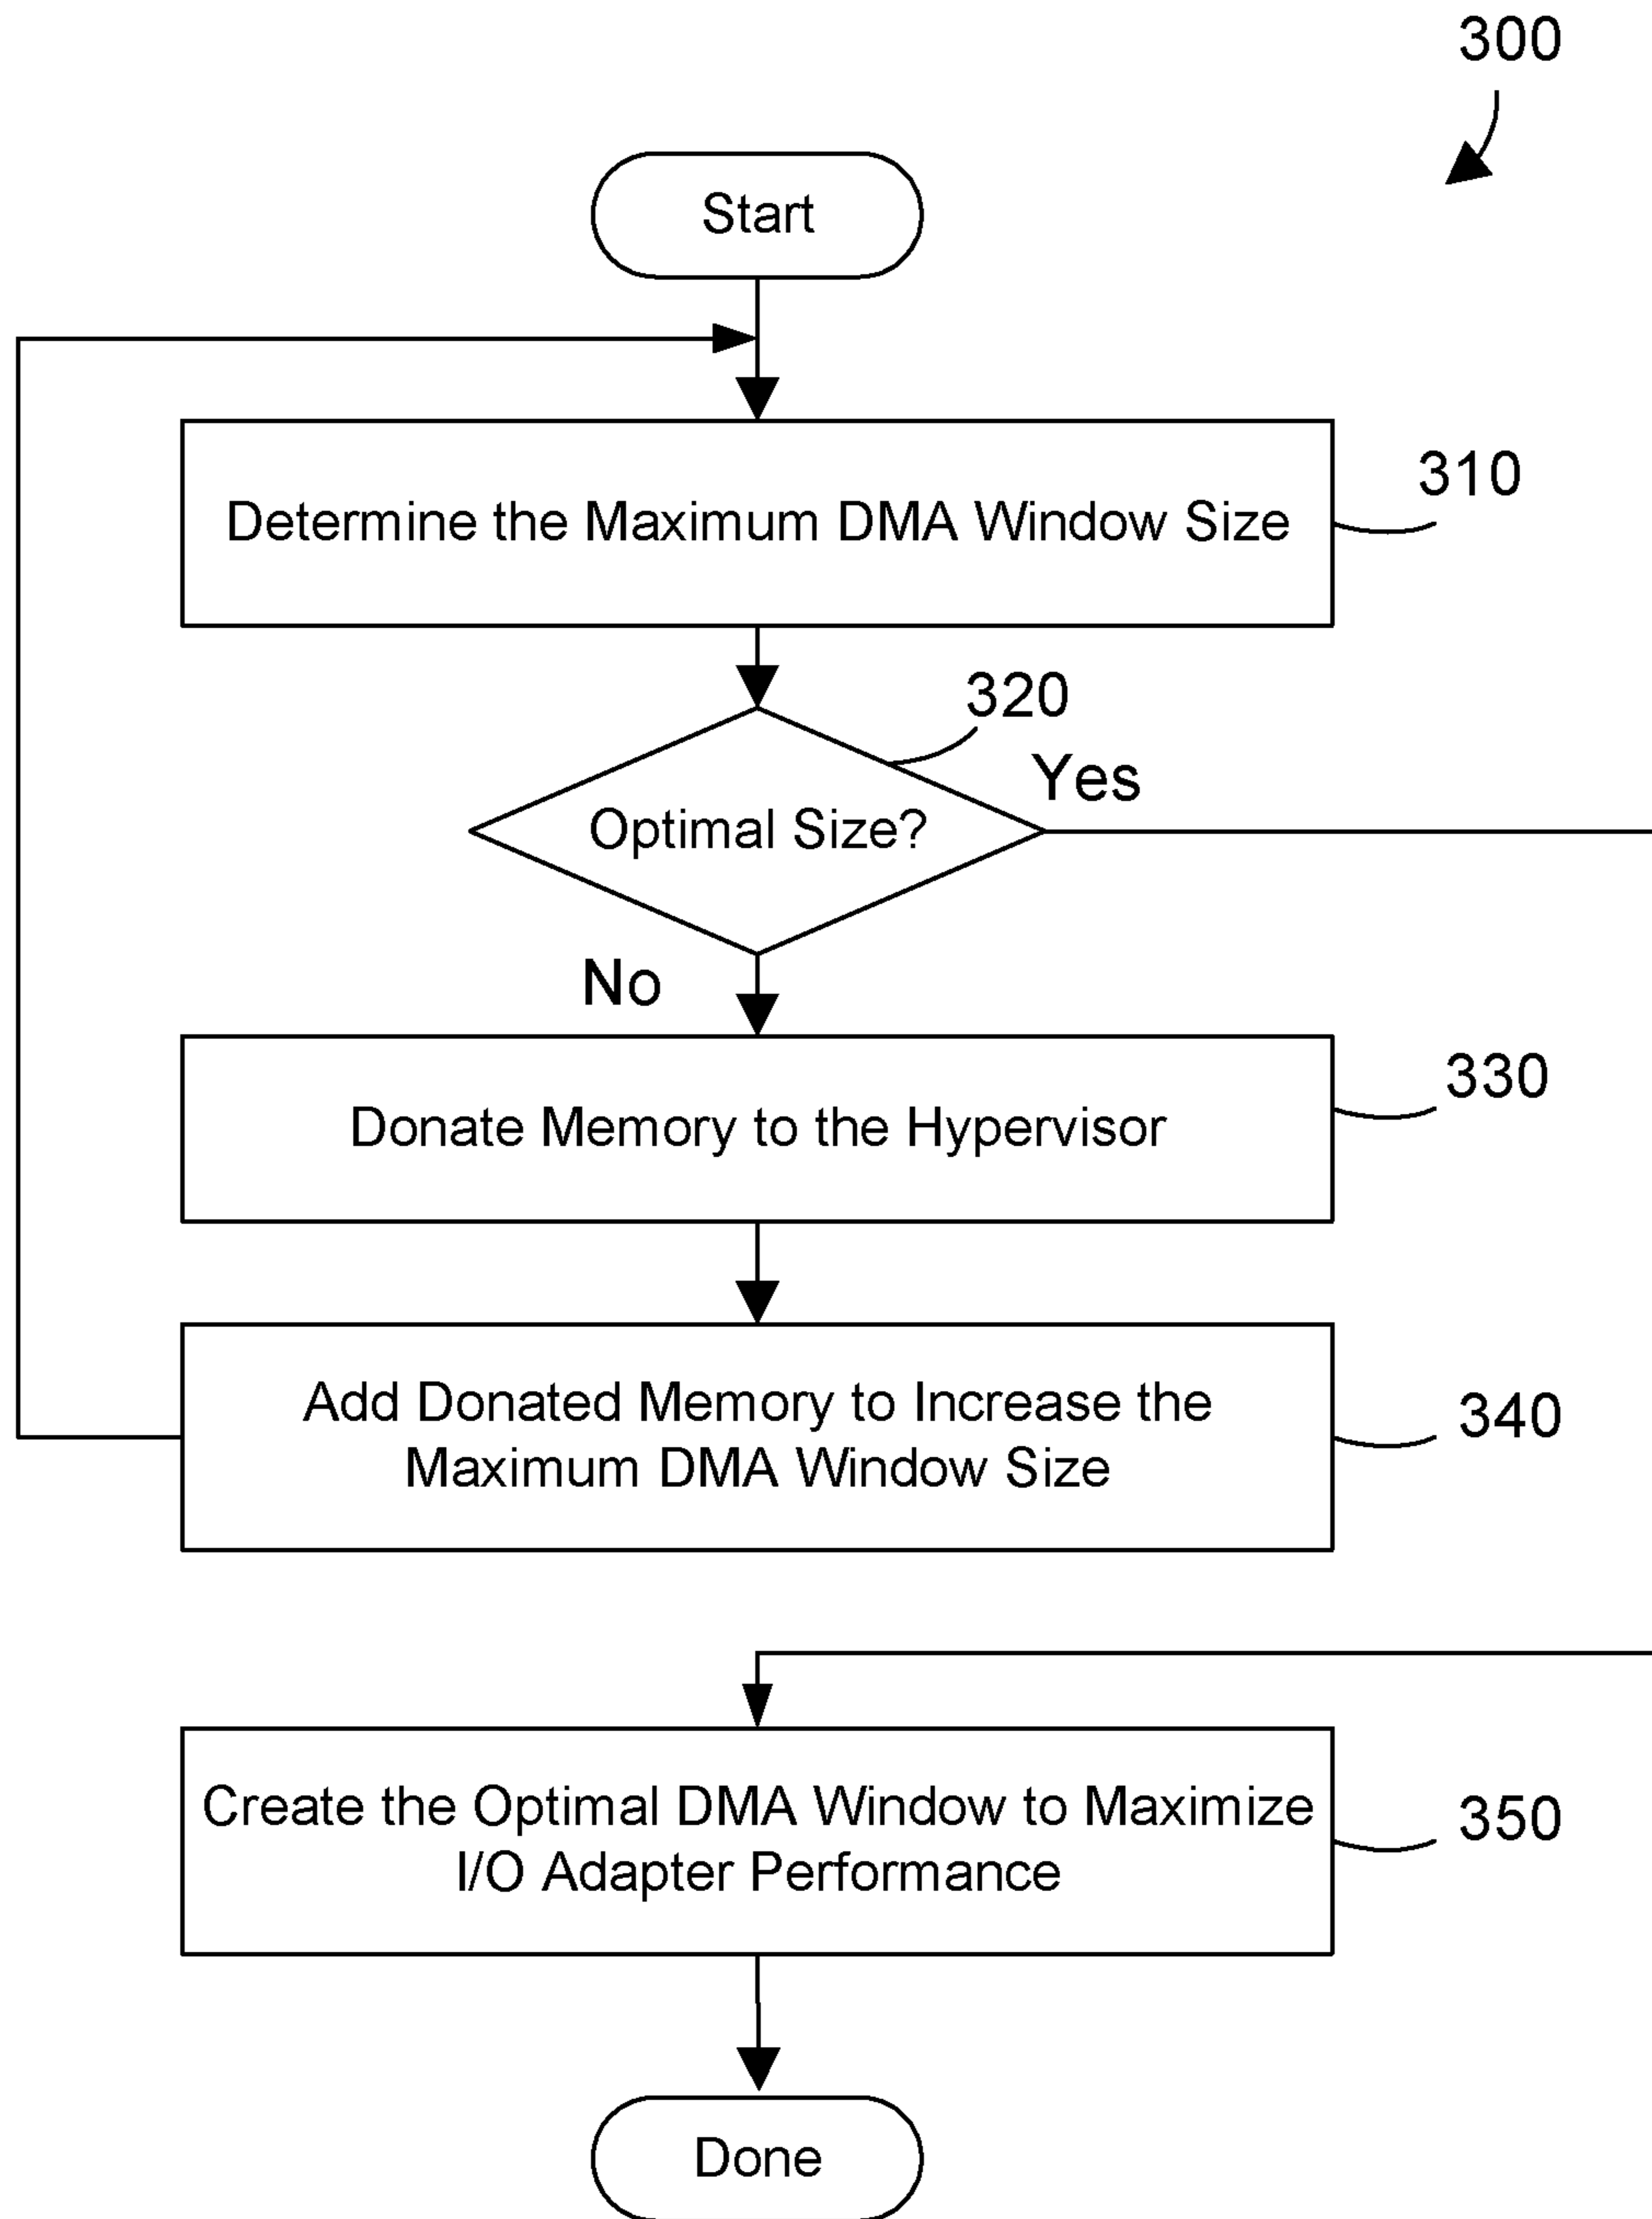 300
Start
Determine the Maximum DMA Window Size
310
320
Yes
Optimal Size?
No
330
Donate Memory to the Hypervisor
Add Donated Memory to Increase the
Maximum DMA Window Size
340
Create the Optimal DMA Window to Maximize
I/O Adapter Performance
350
Done